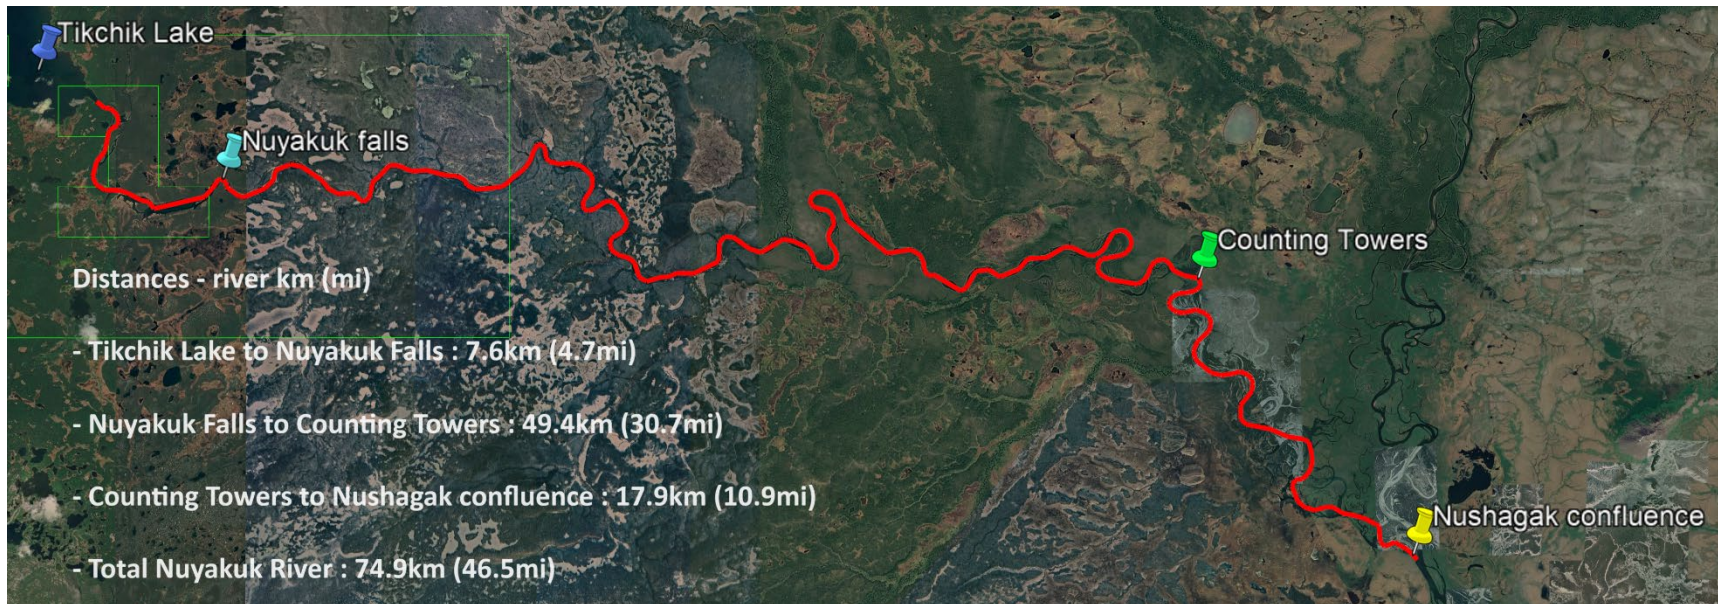 Tikchik Lake
Nuyakuk falls
Counting Towers
Distances - river km (mi)
- Tikchik Lake to Nuyakuk Falls : 7.6km (4.7mi)
- Nuyakuk Falls to Counting Towers : 49.4km (30.7mi)
- Counting Towers to Nushagak confluence : 17.9km (10.9mi)
Nushagak confluence
- Total Nuyakuk River : 74.9km (46.5mi)